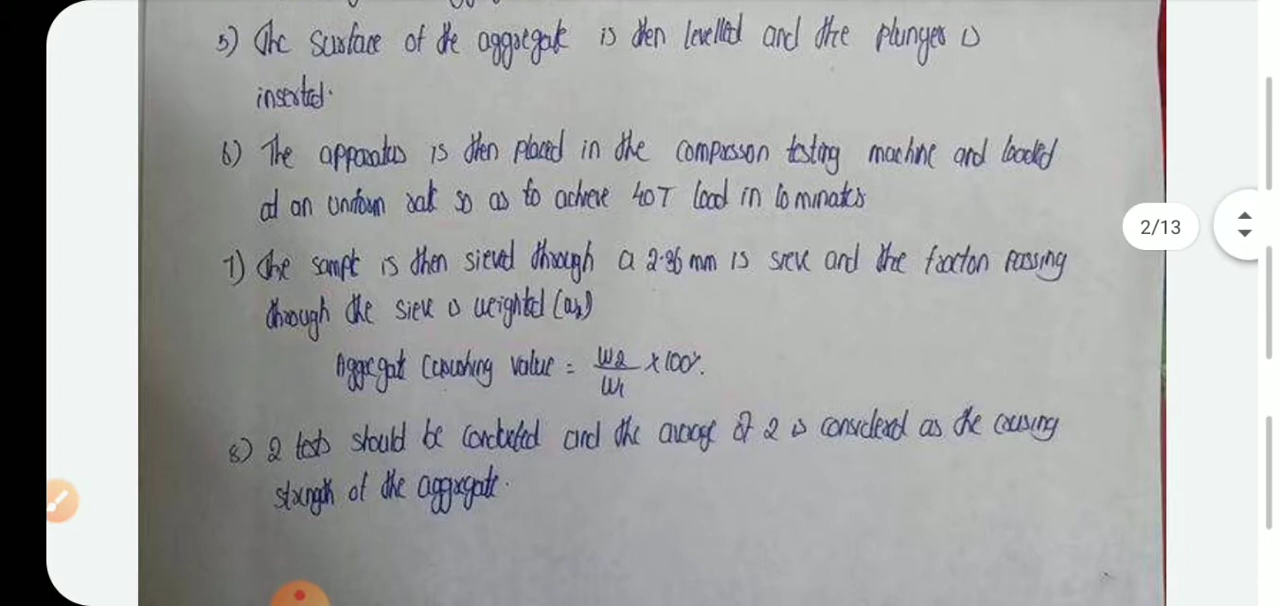 5) The surface of the aggregate is then levelled and the plunger is
inserted.
6) The apparatus is then placed in the compression testing machine and loaded
at an uniform rate so as to achieve 40T load in 10 minutes
7) The sample is then sieved through a 2.36 mm IS sieve and the fraction passing
through the sieve is weighted (w2)
Aggregate Crushing value = W2/W1 × 100%.
8) 2 tests should be conducted and the average of 2 is considered as the crushing
strength of the aggregate.
2/13